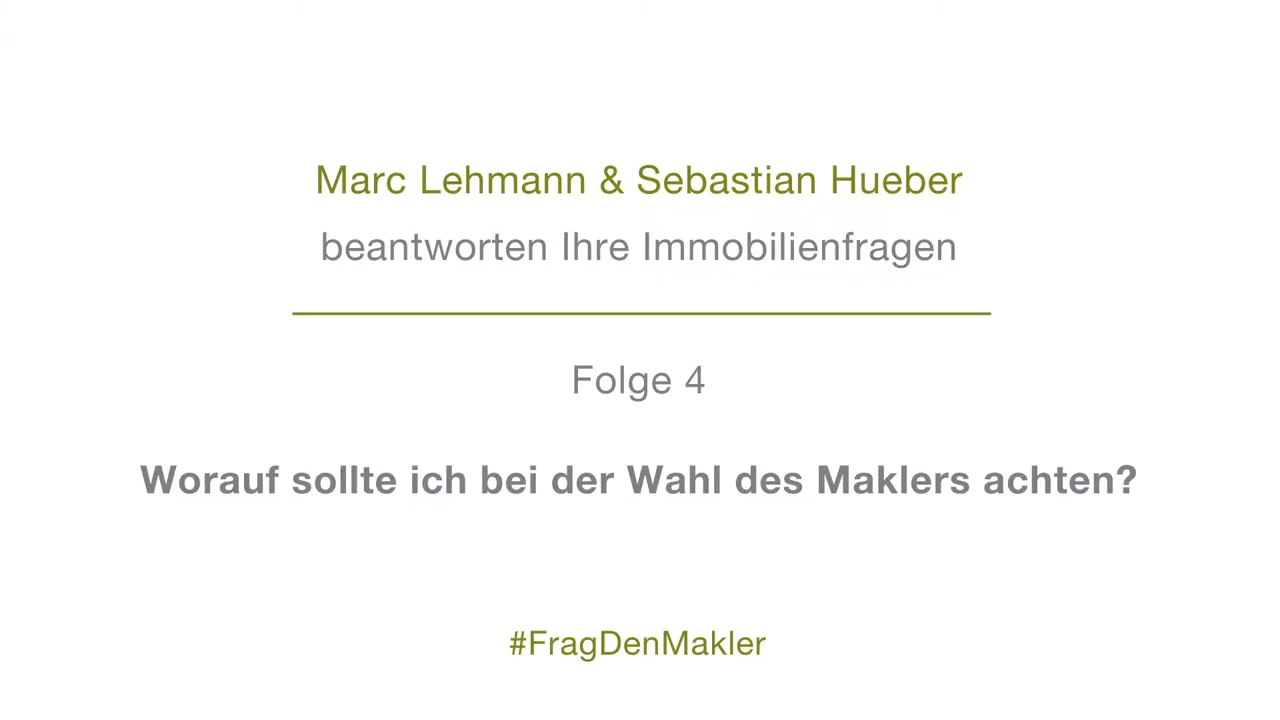 Marc Lehmann & Sebastian Hueber
beantworten Ihre Immobilienfragen
Folge 4
Worauf sollte ich bei der Wahl des Maklers achten?
#FragDenMakler